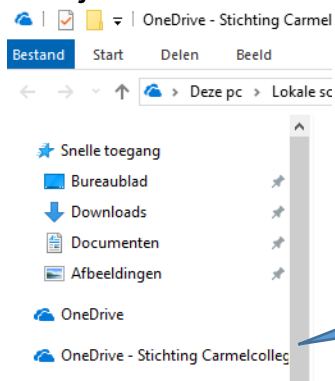 OneDrive - Stichting Carmel
Bestand Start Delen Beeld
Deze pc > Lokale sc
Snelle toegang
Bureaublad
Downloads
Documenten
Afbeeldingen
OneDrive
OneDrive - Stichting Carmelcolleg